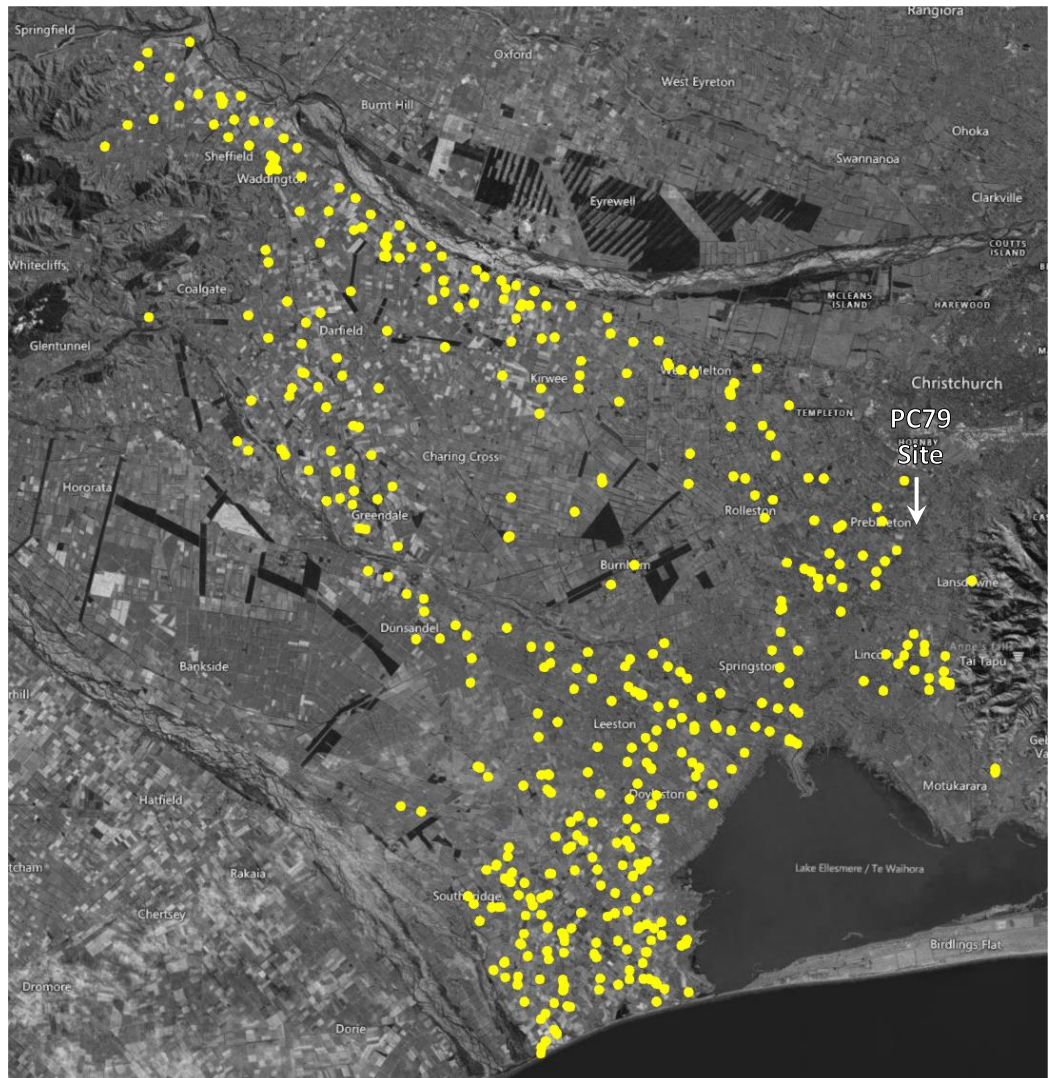 Rangiora
Springfield
Oxford
West Eyreton
Burnt Hill
Ohoka
Swannanoa
Sheffield
Waddington
Eyrewell
Clarkville
COUTTS
ISLAND
Whitecliffs
Coalgate
MCLEANS
ISLAND
HAREWOOD
Darfield
Glentunnel
Kirwee
West Melton
Christchurch
TEMPLETON
PC79
Site
HORNBY
Charing Cross
Hororata
Rolleston
Greendale
Prebbleton
Burnham
Lansdowne
Dunsandel
Lincoln
Tai Tapu
Bankside
Springston
Leeston
Motukarara
Hatfield
Doyleston
Lake Ellesmere / Te Waihora
Rakaia
Southbridge
Chertsey
Birdlings Flat
Dromore
Dorie